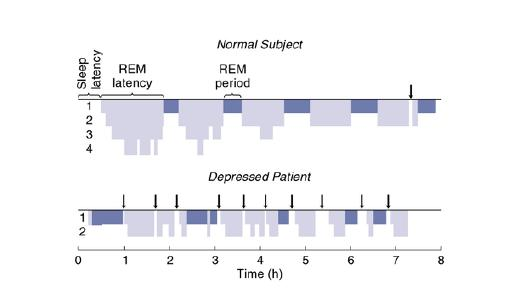 Normal Subject
Sleep latency
REM latency
REM period
1
2
3
4
Depressed Patient
1
2
0 1 2 3 4 5 6 7 8
Time (h)